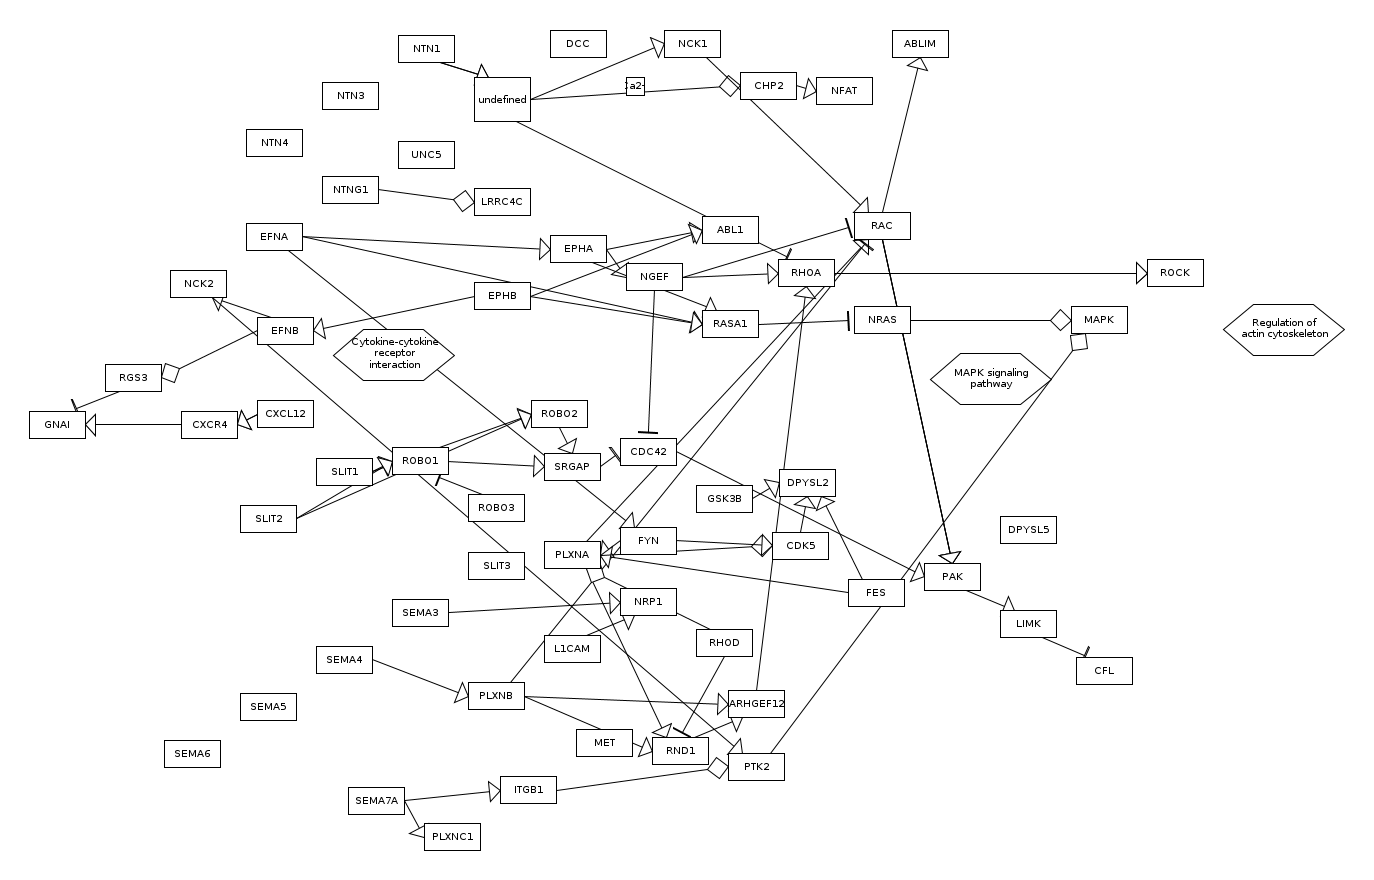 DCC
NCK1
ABLIM
NTN1
undefined
a2
CHP2
NFAT
NTN3
NTN4
UNC5
NTNG1
LRRC4C
EFNA
EPHA
ABL1
RAC
NCK2
NGEF
RHOA
ROCK
EPHB
EFNB
RASA1
NRAS
MAPK
Regulation of
actin cytoskeleton
Cytokine-cytokine
receptor
interaction
RGS3
MAPK signaling
pathway
GNAI
CXCR4
CXCL12
ROBO2
ROBO1
SLIT1
SRGAP
CDC42
DPYSL2
GSK3B
SLIT2
ROBO3
DPYSL5
FYN
CDK5
PLXNA
SLIT3
PAK
FES
SEMA3
NRP1
LIMK
L1CAM
RHOD
SEMA4
CFL
SEMA5
PLXNB
ARHGEF12
SEMA6
MET
RND1
PTK2
SEMA7A
ITGB1
PLXNC1